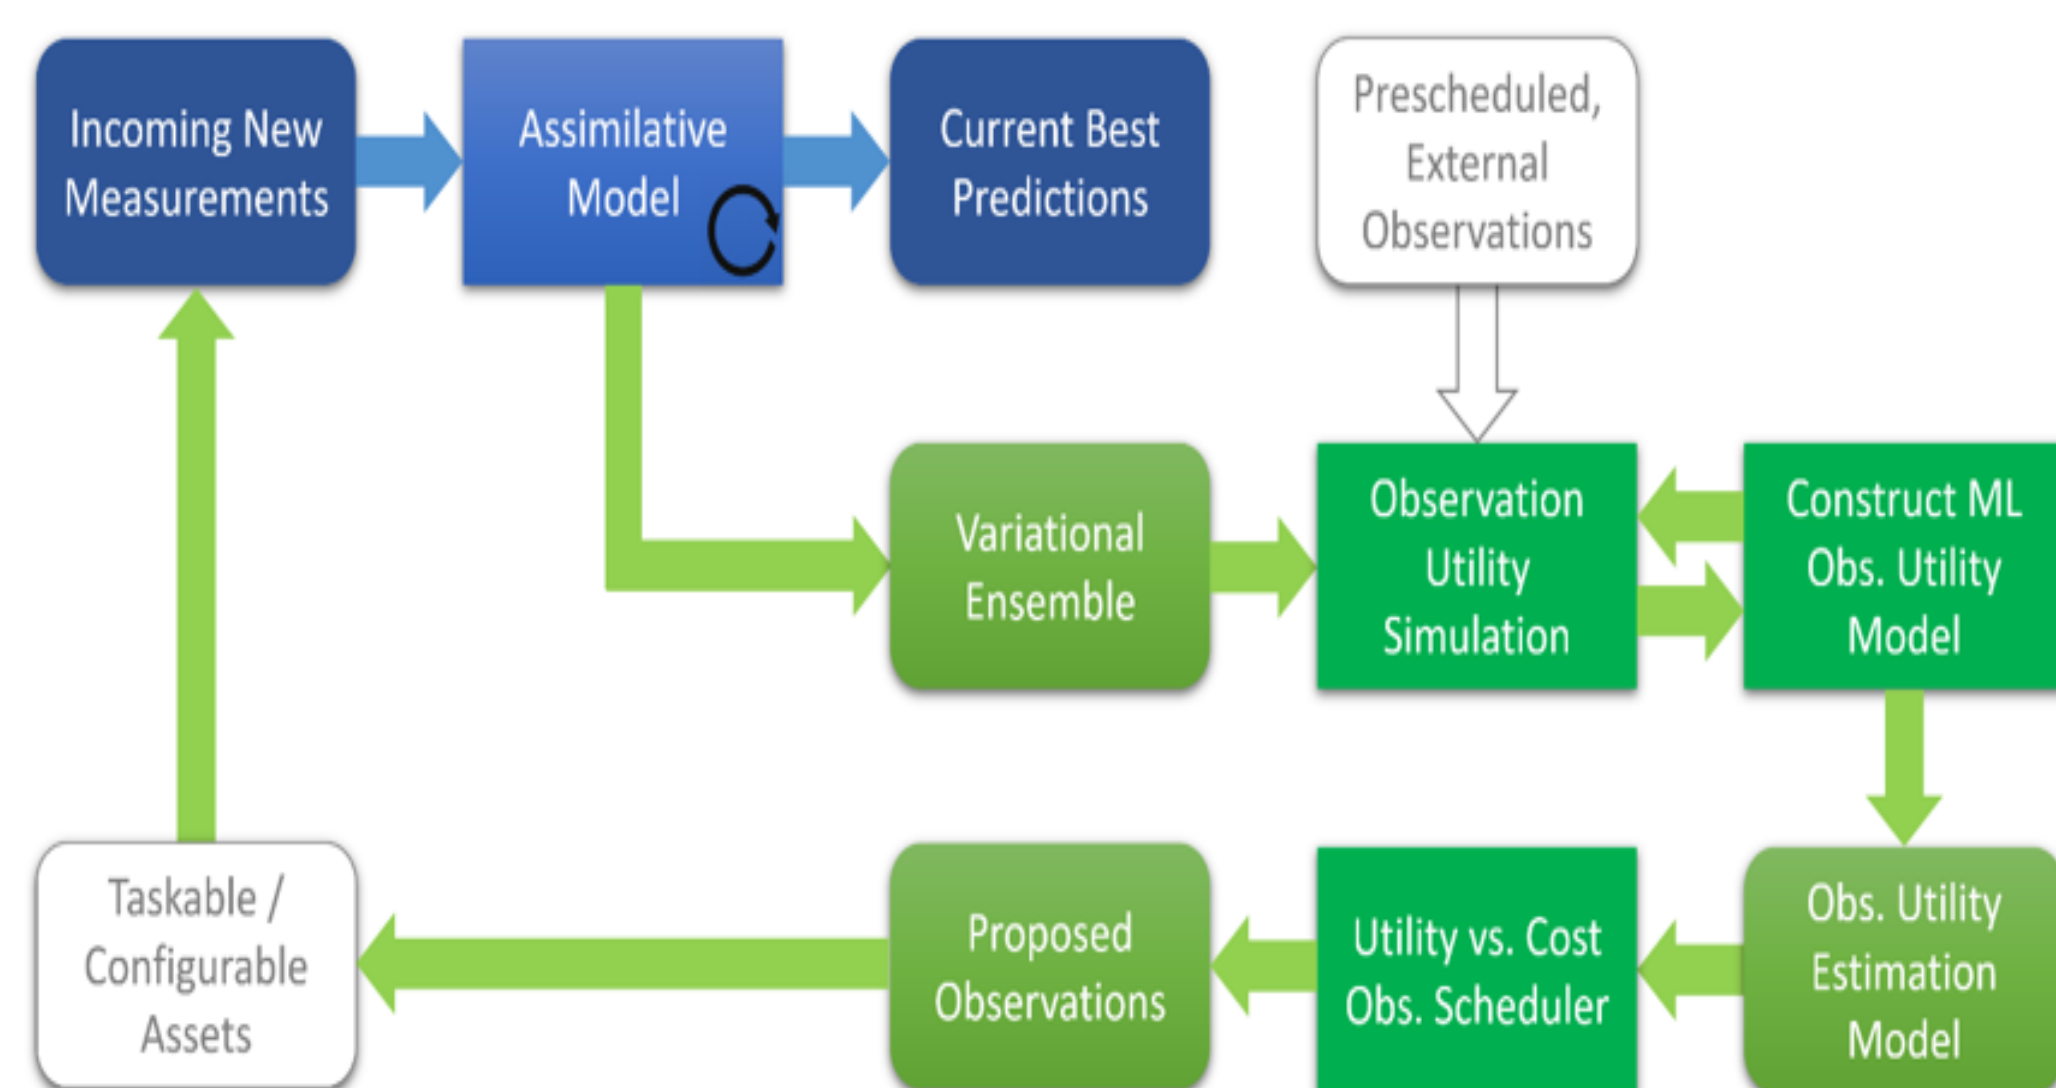 Incoming New
Measurements
Assimilative
Model
Current Best
Predictions
Prescheduled,
External
Observations
Variational
Ensemble
Observation
Utility
Simulation
Construct ML
Obs. Utility
Model
Taskable /
Configurable
Assets
Proposed
Observations
Utility vs. Cost
Obs. Scheduler
Obs. Utility
Estimation
Model